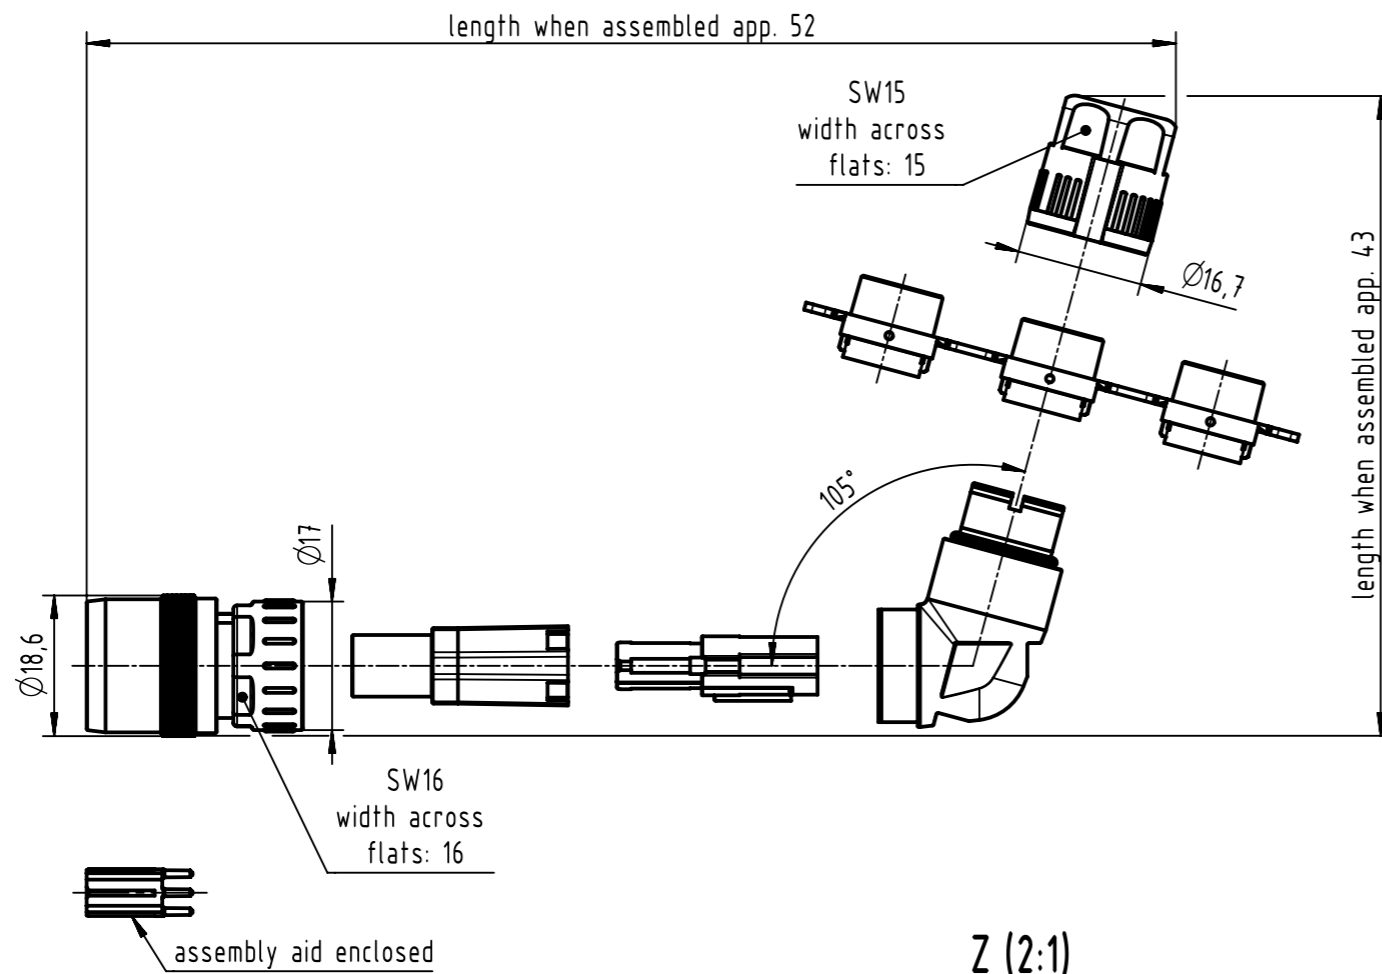 length when assembled app. 52
SW15
width across
flats: 15
length when assembled app. 43
Ø16,7
105°
Ø17
Ø18,6
SW16
width across
flats: 16
assembly aid enclosed
Z (2:1)